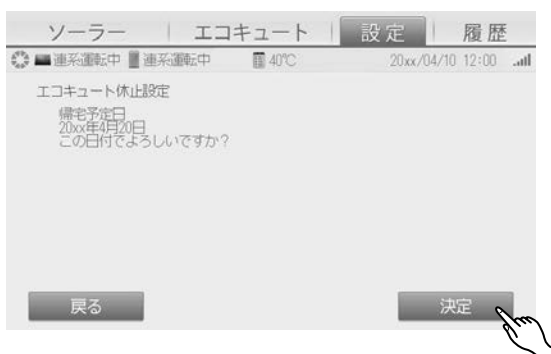 ソーラー エコキュート 設定 履歴
連系運転中 連系運転中 40℃ 20xx/04/10 12:00
エコキュート休止設定
帰宅予定日
20xx年4月20日
この日付でよろしいですか?
戻る 決定